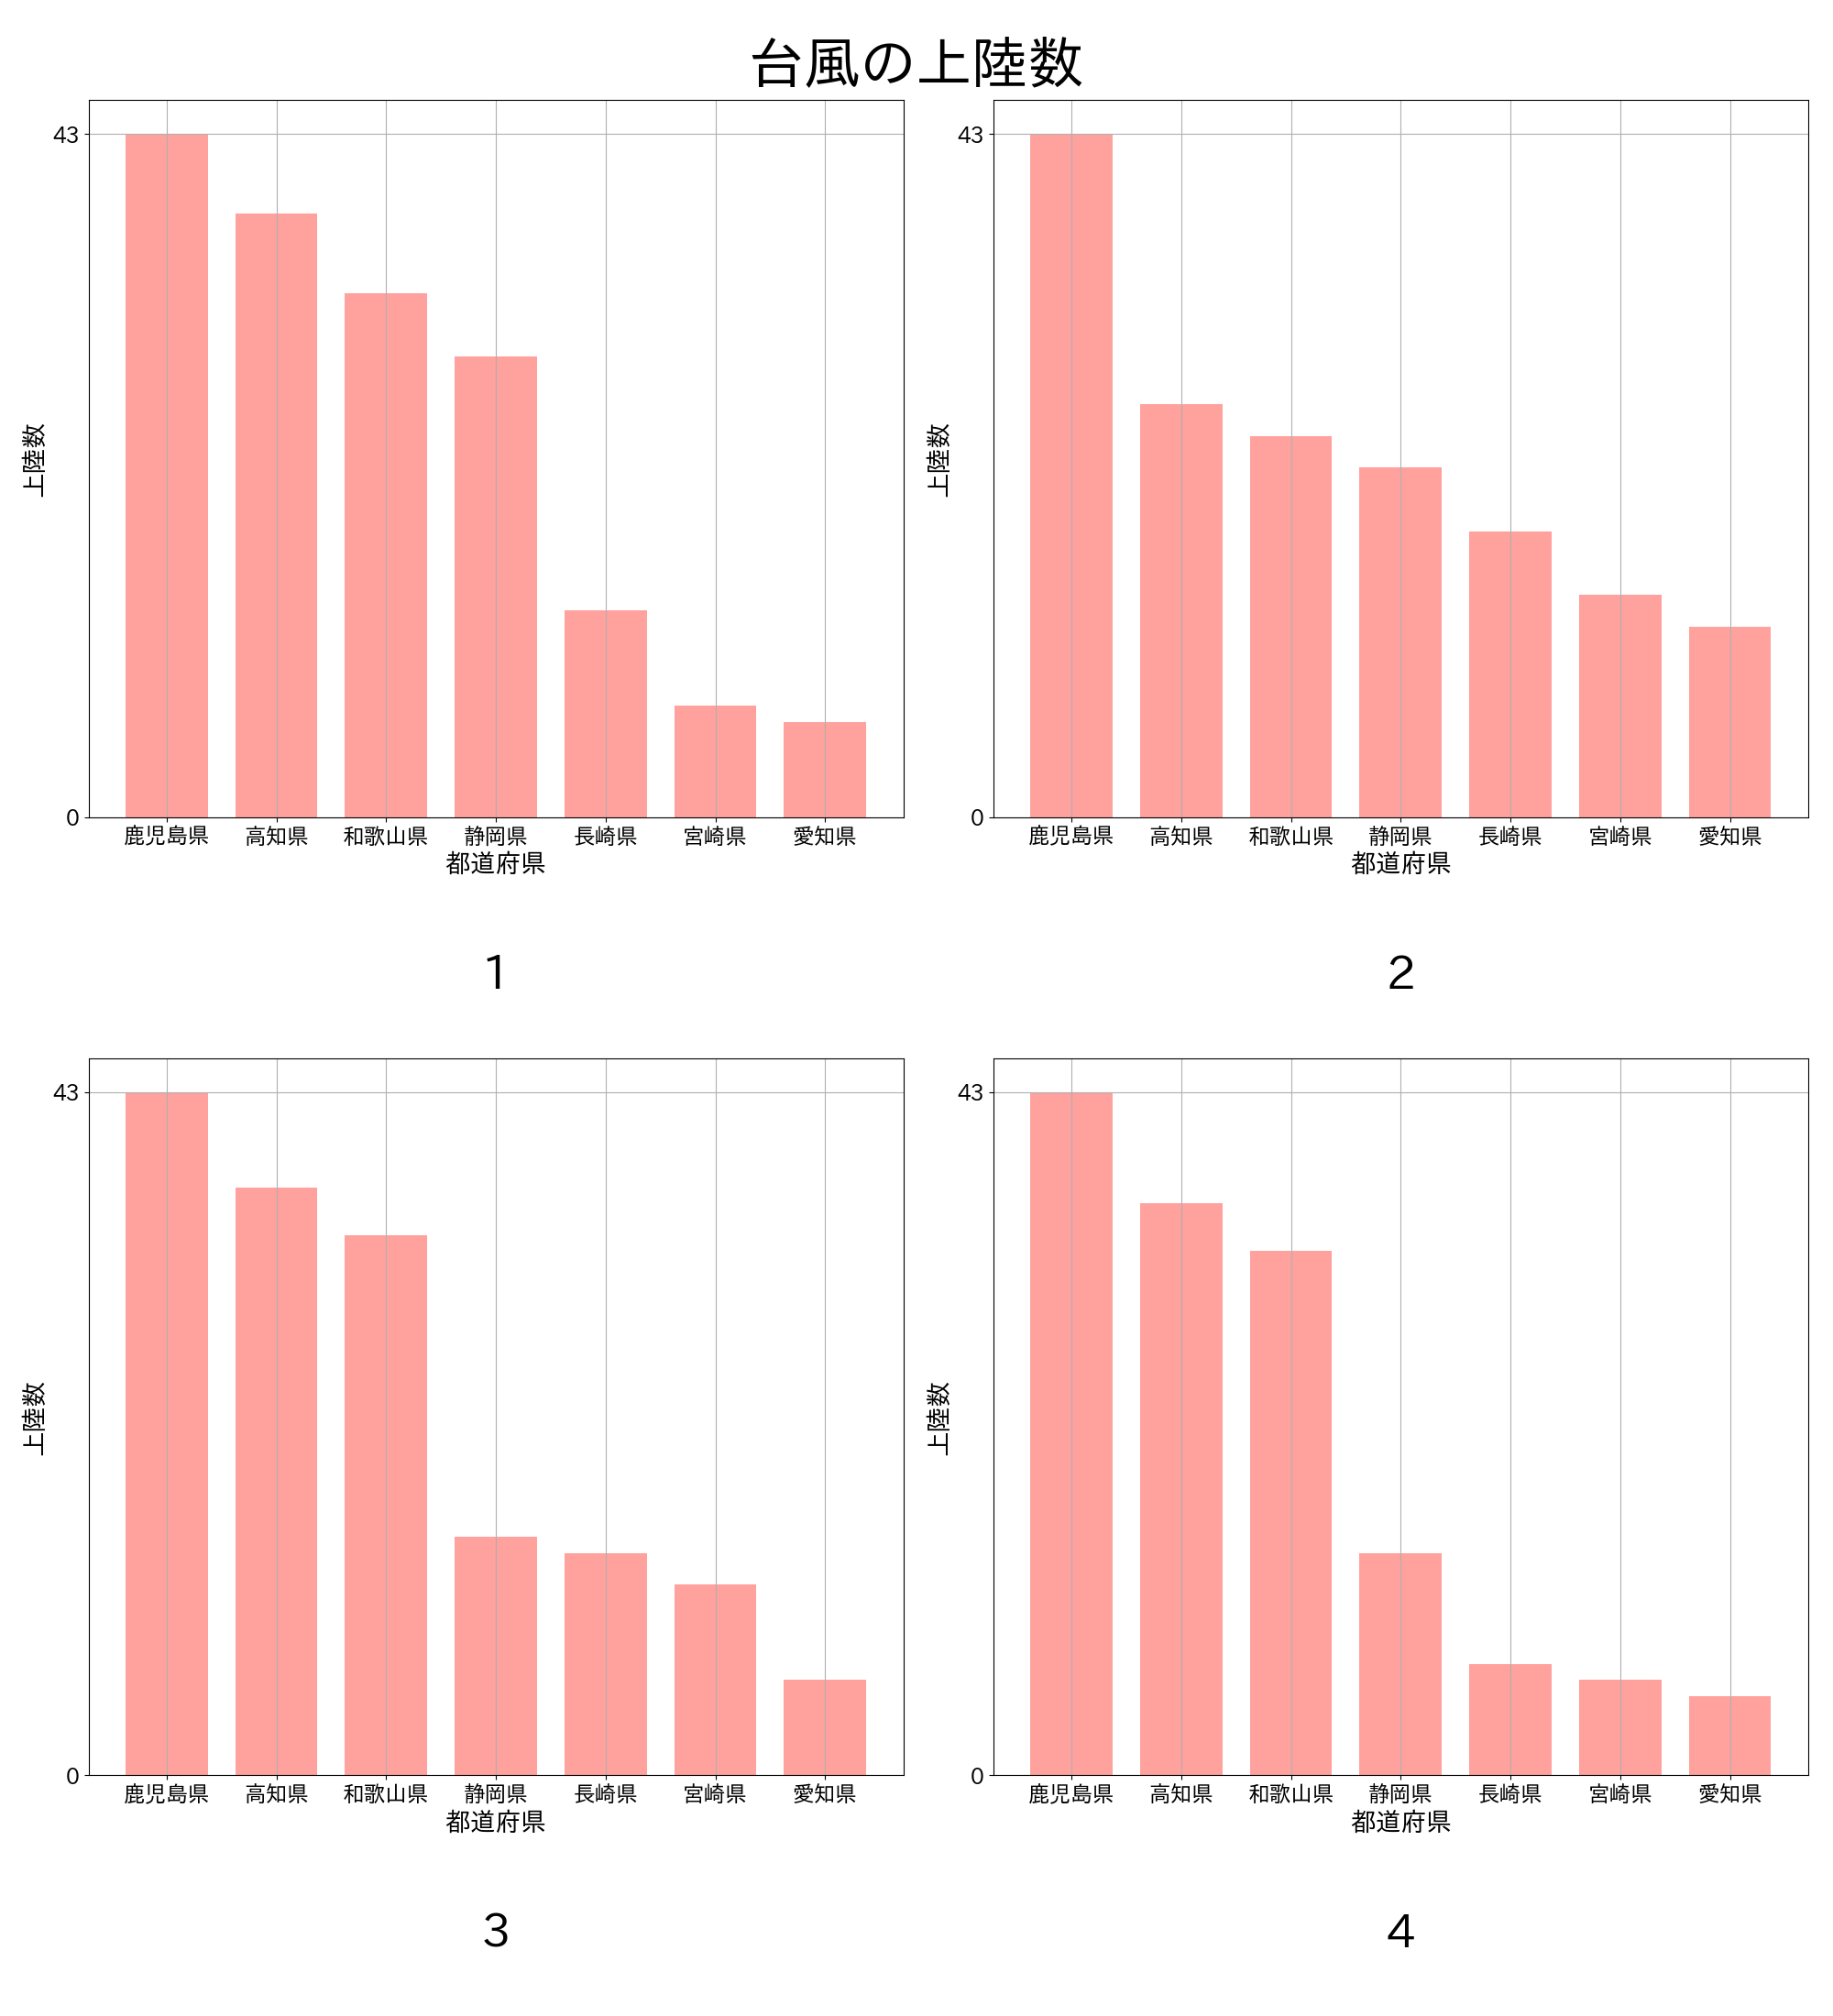 台風の上陸数
43
0
上陸数
鹿児島県 高知県 和歌山県 静岡県 長崎県 宮崎県 愛知県
都道府県
1
43
0
上陸数
鹿児島県 高知県 和歌山県 静岡県 長崎県 宮崎県 愛知県
都道府県
2
43
0
上陸数
鹿児島県 高知県 和歌山県 静岡県 長崎県 宮崎県 愛知県
都道府県
3
43
0
上陸数
鹿児島県 高知県 和歌山県 静岡県 長崎県 宮崎県 愛知県
都道府県
4